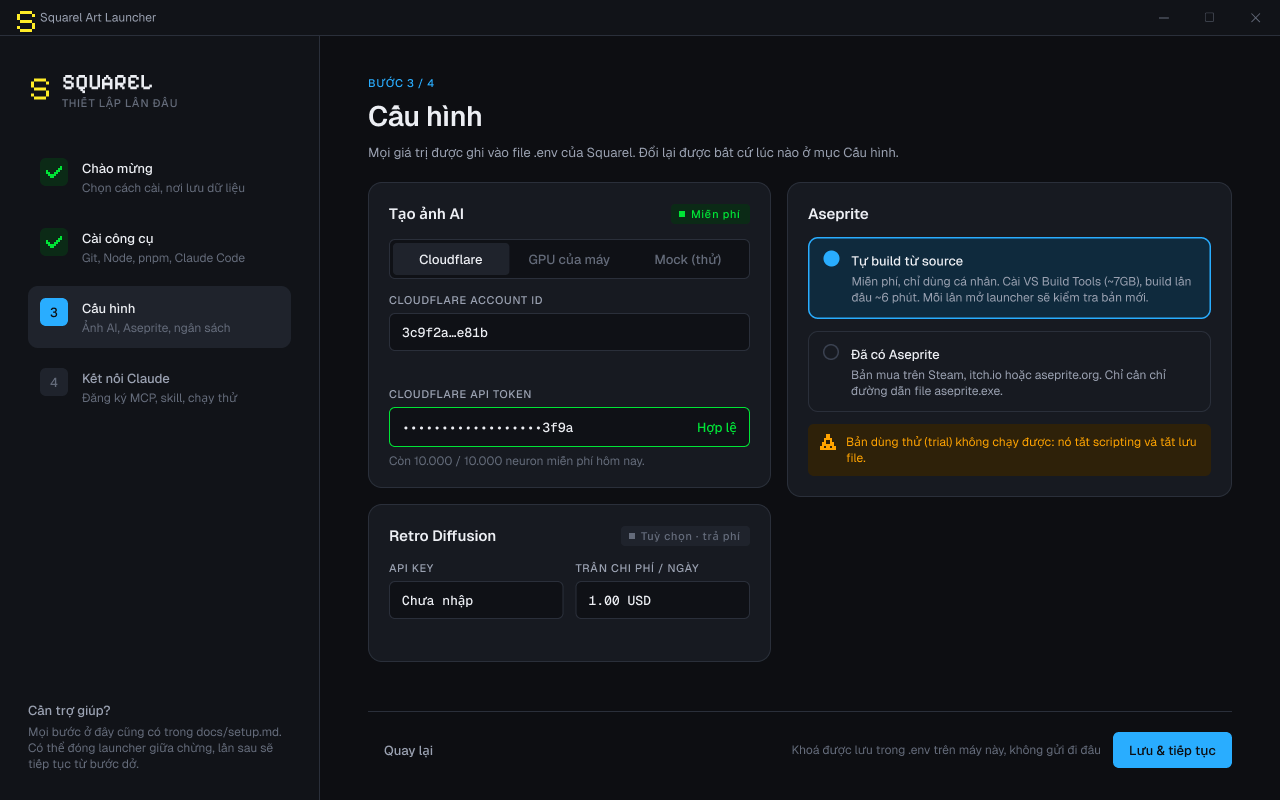 Squarel Art Launcher
SQUAREL
THIẾT LẬP LẦN ĐẦU
Chào mừng
Chọn cách cài, nơi lưu dữ liệu
Cài công cụ
Git, Node, pnpm, Claude Code
3
Cấu hình
Ảnh AI, Aseprite, ngân sách
4
Kết nối Claude
Đăng ký MCP, skill, chạy thử
Cần trợ giúp?
Mọi bước ở đây cũng có trong docs/setup.md.
Có thể đóng launcher giữa chừng, lần sau sẽ
tiếp tục từ bước dở.
BƯỚC 3 / 4
Cấu hình
Mọi giá trị được ghi vào file .env của Squarel. Đổi lại được bất cứ lúc nào ở mục Cấu hình.
Tạo ảnh AI
Miễn phí
Cloudflare
GPU của máy
Mock (thử)
CLOUDFLARE ACCOUNT ID
3c9f2a…e81b
CLOUDFLARE API TOKEN
••••••••••••••••••3f9a
Hợp lệ
Còn 10.000 / 10.000 neuron miễn phí hôm nay.
Retro Diffusion
Tuỳ chọn · trả phí
API KEY
TRẦN CHI PHÍ / NGÀY
Chưa nhập
1.00 USD
Aseprite
Tự build từ source
Miễn phí, chỉ dùng cá nhân. Cài VS Build Tools (~7GB), build lần
đầu ~6 phút. Mỗi lần mở launcher sẽ kiểm tra bản mới.
Đã có Aseprite
Bản mua trên Steam, itch.io hoặc aseprite.org. Chỉ cần chỉ
đường dẫn file aseprite.exe.
Bản dùng thử (trial) không chạy được: nó tắt scripting và tắt lưu
file.
Quay lại
Khoá được lưu trong .env trên máy này, không gửi đi đâu
Lưu & tiếp tục